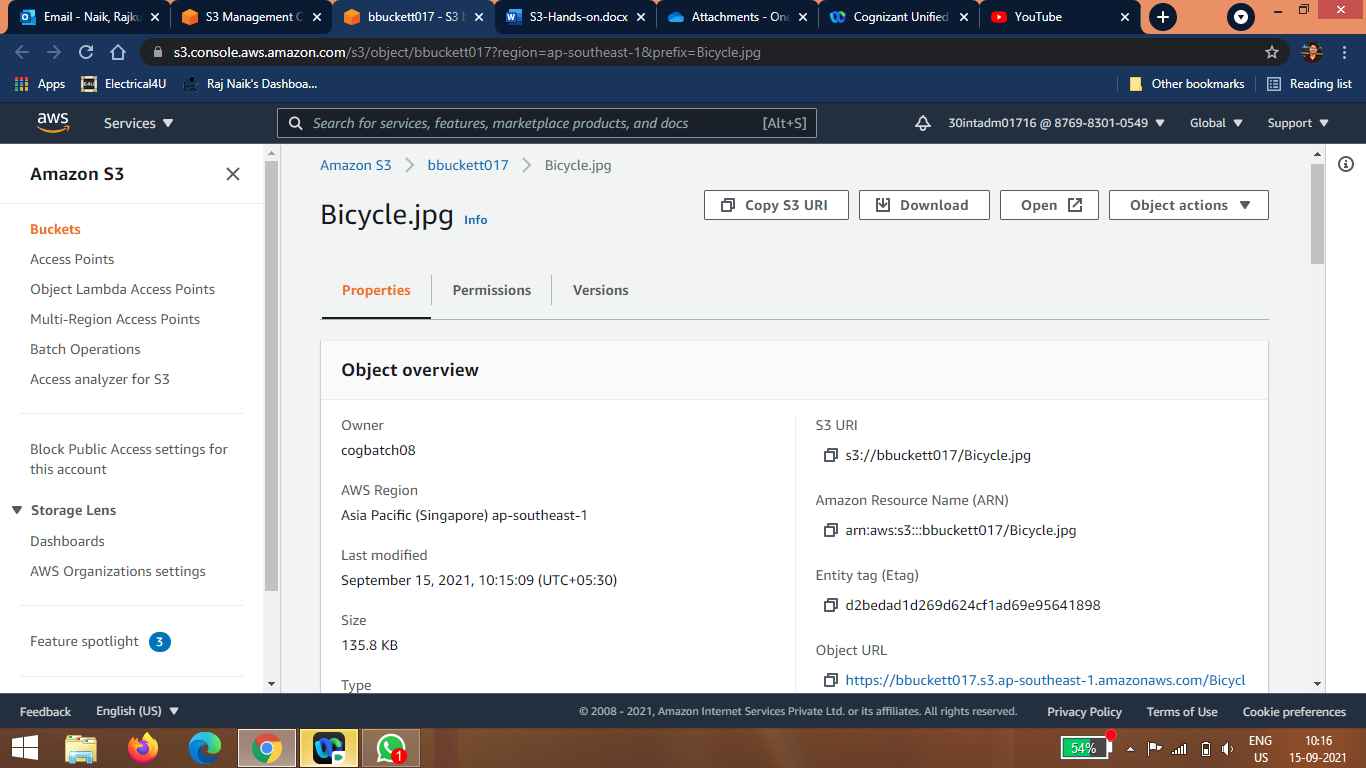 Email - Naik, Rajku
S3 Management C
bbuckett017 - S3 b
S3-Hands-on.docx
Attachments - One
Cognizant Unified
YouTube
s3.console.aws.amazon.com/s3/object/bbuckett017?region=ap-southeast-1&prefix=Bicycle.jpg
Apps
Electrical4U
Raj Naik's Dashboa...
Other bookmarks
Reading list
aws
Services
Search for services, features, marketplace products, and docs
[Alt+S]
30intadm01716 @ 8769-8301-0549
Global
Support
Amazon S3
Buckets
Access Points
Object Lambda Access Points
Multi-Region Access Points
Batch Operations
Access analyzer for S3
Block Public Access settings for
this account
Storage Lens
Dashboards
AWS Organizations settings
Feature spotlight 3
Amazon S3 > bbuckett017 > Bicycle.jpg
Bicycle.jpg Info
Copy S3 URI
Download
Open
Object actions
Properties
Permissions
Versions
Object overview
Owner
cogbatch08
AWS Region
Asia Pacific (Singapore) ap-southeast-1
Last modified
September 15, 2021, 10:15:09 (UTC+05:30)
Size
135.8 KB
Type
S3 URI
s3://bbuckett017/Bicycle.jpg
Amazon Resource Name (ARN)
arn:aws:s3:::bbuckett017/Bicycle.jpg
Entity tag (Etag)
d2bedad1d269d624cf1ad69e95641898
Object URL
https://bbuckett017.s3.ap-southeast-1.amazonaws.com/Bicycl
Feedback
English (US)
© 2008 - 2021, Amazon Internet Services Private Ltd. or its affiliates. All rights reserved.
Privacy Policy
Terms of Use
Cookie preferences
1
54%
ENG
US
10:16
15-09-2021